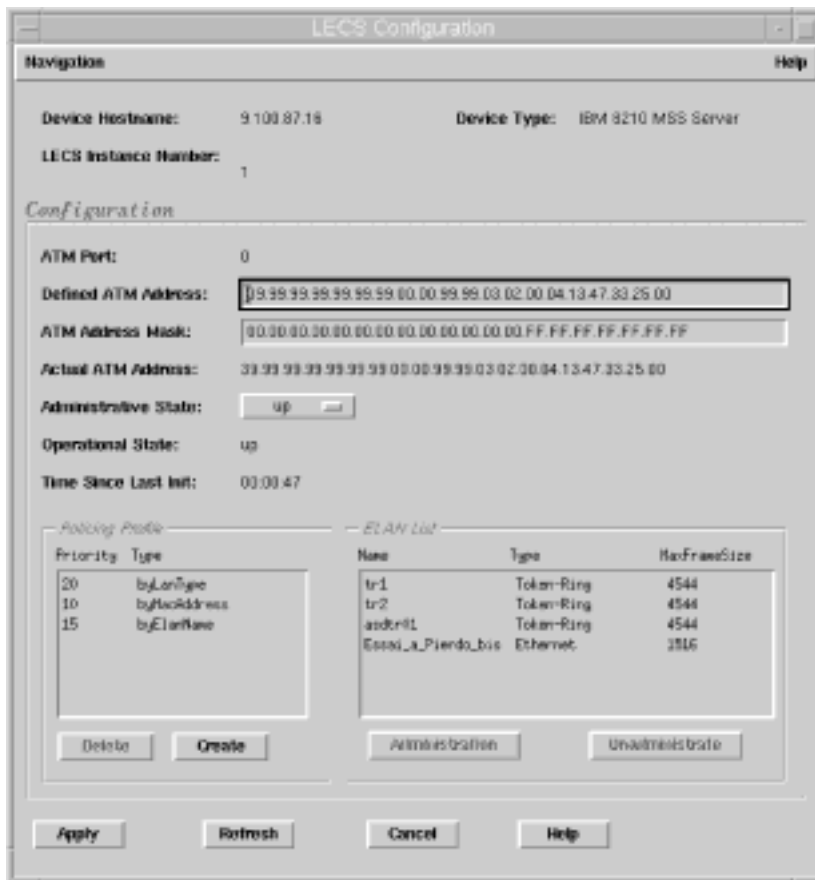 LECS Configuration
Navigation Help
Device Hostname: 9.100.87.16 Device Type: IBM 8210 MSS Server
LECS Instance Number: 1
Configuration
ATM Port: 0
Defined ATM Address: 39.99.99.99.99.99.99.00.00.99.99.03.02.00.04.13.47.33.25.00
ATM Address Mask: 00.00.00.00.00.00.00.00.00.00.00.00.00.FF.FF.FF.FF.FF.FF.FF
Actual ATM Address: 39.99.99.99.99.99.99.00.00.99.99.03.02.00.04.13.47.33.25.00
Administrative State: up
Operational State: up
Time Since Last Init: 00:00:47
Policing Profile ELAN List
Priority Type Name Type MaxFrameSize
20 byLanType tr1 Token-Ring 4544
10 byMacAddress tr2 Token-Ring 4544
15 byElanName Token-Ring 4544
Essai_a_Pierdo_bis Ethernet 1516
Delete Create Administration Unadministrate
Apply Refresh Cancel Help